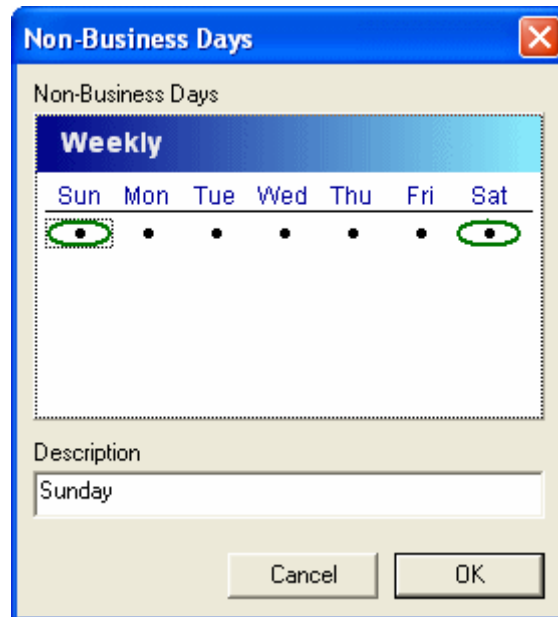 Non-Business Days
Non-Business Days
Weekly
Sun Mon Tue Wed Thu Fri Sat
Description
Sunday
Cancel OK